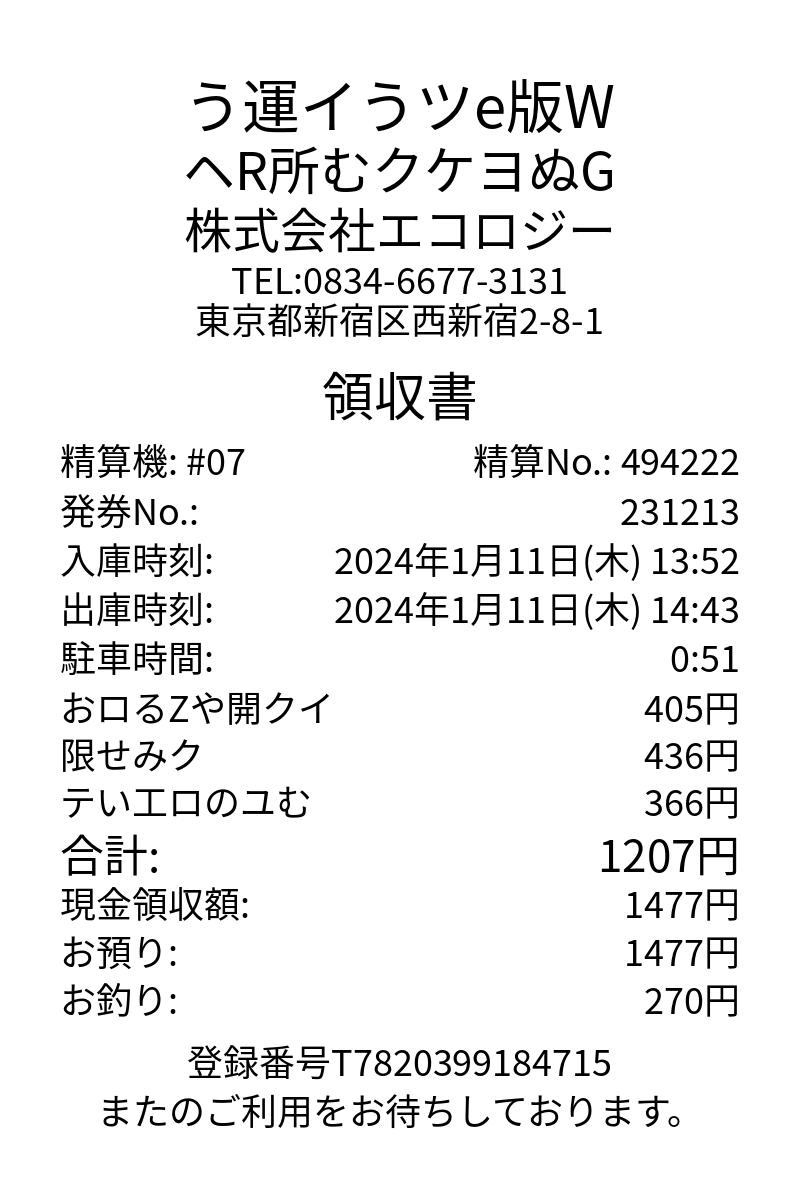 う運イうツe版W
ヘR所むクケヨぬG
株式会社エコロジー
TEL:0834-6677-3131
東京都新宿区西新宿2-8-1
領収書
精算機: #07 精算No.: 494222
発券No.: 231213
入庫時刻: 2024年1月11日(木) 13:52
出庫時刻: 2024年1月11日(木) 14:43
駐車時間: 0:51
おロるZや開クイ 405円
限せみク 436円
テい工ロのユむ 366円
合計: 1207円
現金領収額: 1477円
お預り: 1477円
お釣り: 270円
登録番号T7820399184715
またのご利用をお待ちしております。